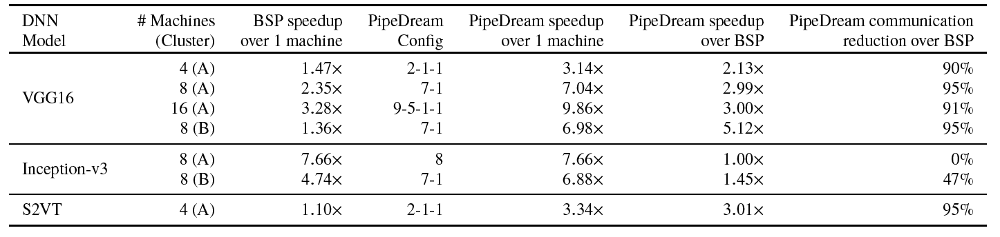 DNN Model # Machines (Cluster) BSP speedup over 1 machine PipeDream Config PipeDream speedup over 1 machine PipeDream speedup over BSP PipeDream communication reduction over BSP
VGG16 4 (A) 1.47× 2-1-1 3.14× 2.13× 90%
8 (A) 2.35× 7-1 7.04× 2.99× 95%
16 (A) 3.28× 9-5-1-1 9.86× 3.00× 91%
8 (B) 1.36× 7-1 6.98× 5.12× 95%
Inception-v3 8 (A) 7.66× 8 7.66× 1.00× 0%
8 (B) 4.74× 7-1 6.88× 1.45× 47%
S2VT 4 (A) 1.10× 2-1-1 3.34× 3.01× 95%